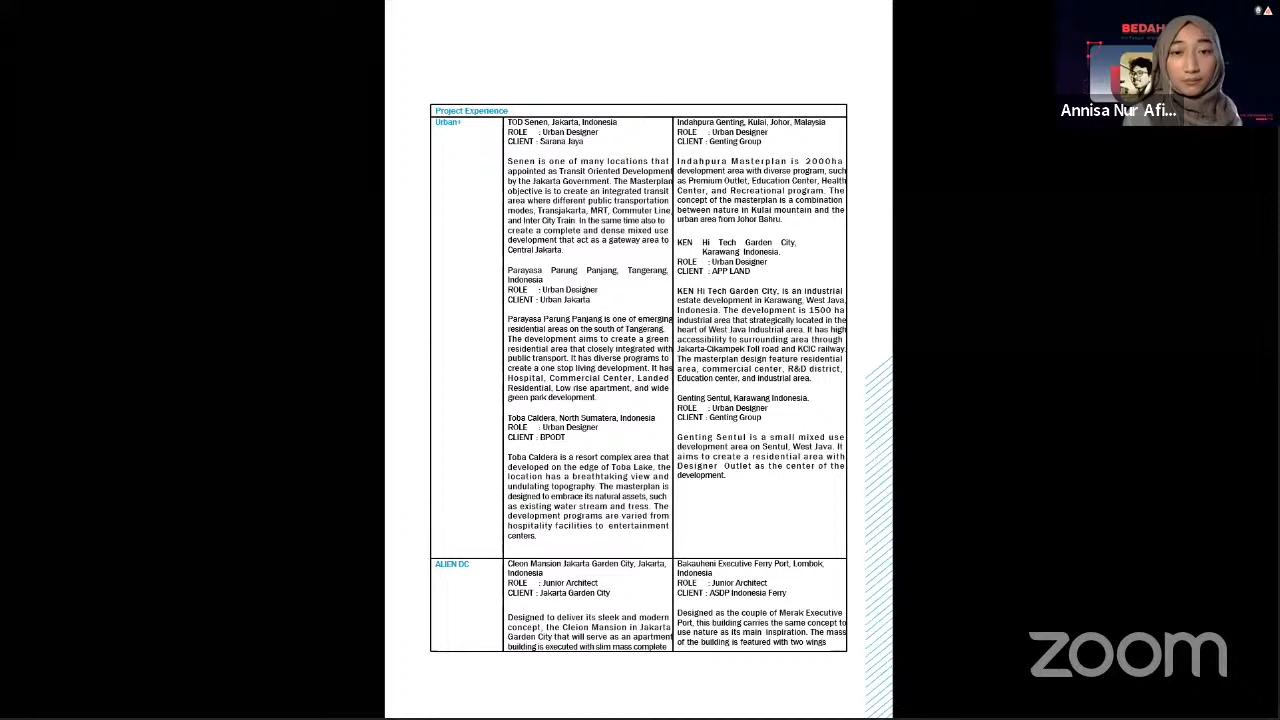 BEDAH
Annisa Nur Afi...
Project Experience
Urban+
TOD Senen, Jakarta, Indonesia
ROLE : Urban Designer
CLIENT : Sarana Jaya
Senen is one of many locations that
appointed as Transit Oriented Development
by the Jakarta Government. The Masterplan
objective is to create an integrated transit
area where different public transportation
modes, Transjakarta, MRT, Commuter Line,
and Inter City Train. In the same time also to
create a complete and dense mixed use
development that act as a gateway area to
Central Jakarta.
Parayasa Parung Panjang, Tangerang,
Indonesia
ROLE : Urban Designer
CLIENT : Urban Jakarta
Parayasa Parung Panjang is one of emerging
residential areas on the south of Tangerang.
The development aims to create a green
residential area that closely integrated with
public transport. It has diverse programs to
create a one stop living development. It has
Hospital, Commercial Center, Landed
Residential, Low rise apartment, and wide
green park development.
Toba Caldera, North Sumatera, Indonesia
ROLE : Urban Designer
CLIENT : BPODT
Toba Caldera is a resort complex area that
developed on the edge of Toba Lake, the
location has a breathtaking view and
undulating topography. The masterplan is
designed to embrace its natural assets, such
as existing water stream and tress. The
development programs are varied from
hospitality facilities to entertainment
centers.
Indahpura Genting, Kulai, Johor, Malaysia
ROLE : Urban Designer
CLIENT : Genting Group
Indahpura Masterplan is 2000ha
development area with diverse program, such
as Premium Outlet, Education Center, Health
Center, and Recreational program. The
concept of the masterplan is a combination
between nature in Kulai mountain and the
urban area from Johor Bahru.
KEN Hi Tech Garden City,
Karawang Indonesia.
ROLE : Urban Designer
CLIENT : APP LAND
KEN Hi Tech Garden City, is an industrial
estate development in Karawang, West Java,
Indonesia. The development is 1500 ha
industrial area that strategically located in the
heart of West Java Industrial area. It has high
accessibility to surrounding area through
Jakarta-Cikampek Toll road and KCIC railway.
The masterplan design feature residential
area, commercial center, R&D district,
Education center, and industrial area.
Genting Sentul, Karawang Indonesia.
ROLE : Urban Designer
CLIENT : Genting Group
Genting Sentul is a small mixed use
development area on Sentul, West Java. It
aims to create a residential area with
Designer Outlet as the center of the
development.
ALIEN DC
Cleon Mansion Jakarta Garden City, Jakarta,
Indonesia
ROLE : Junior Architect
CLIENT : Jakarta Garden City
Designed to deliver its sleek and modern
concept, the Cleion Mansion in Jakarta
Garden City that will serve as an apartment
building is executed with slim mass complete
Bakauheni Executive Ferry Port, Lombok,
Indonesia
ROLE : Junior Architect
CLIENT : ASDP Indonesia Ferry
Designed as the couple of Merak Executive
Port, this building carries the same concept to
use nature as its main inspiration. The mass
of the building is featured with two wings
zoom